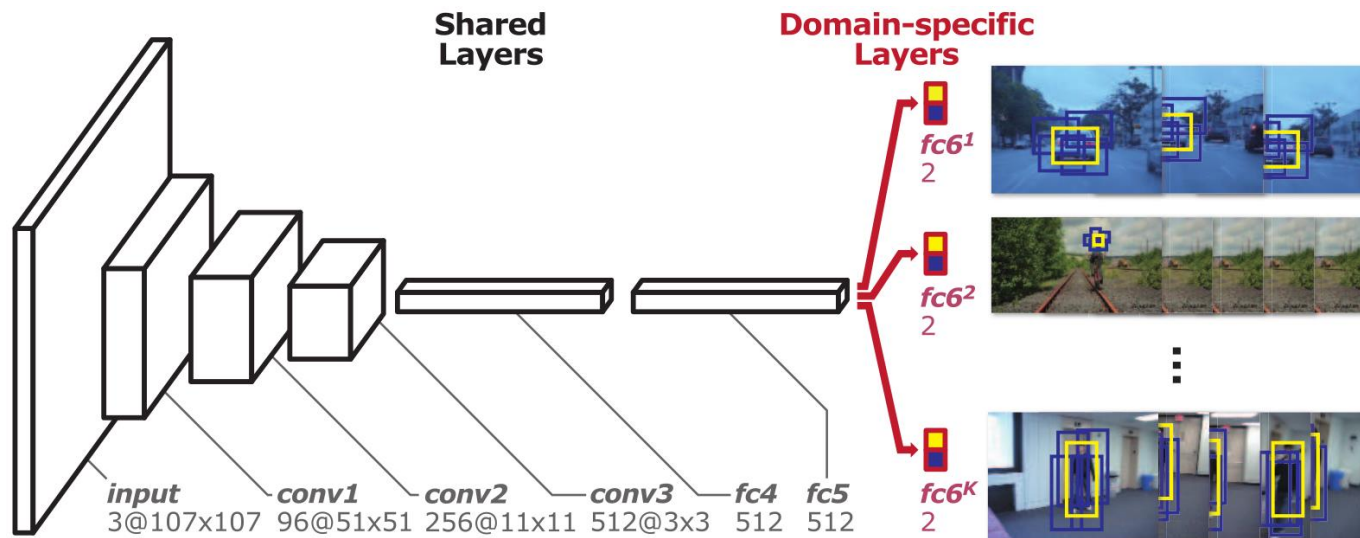 Shared
Layers
Domain-specific
Layers
fc6¹
2
fc6²
2
fc6ᴷ
2
input
3@107x107
conv1
96@51x51
conv2
256@11x11
conv3
512@3x3
fc4
512
fc5
512